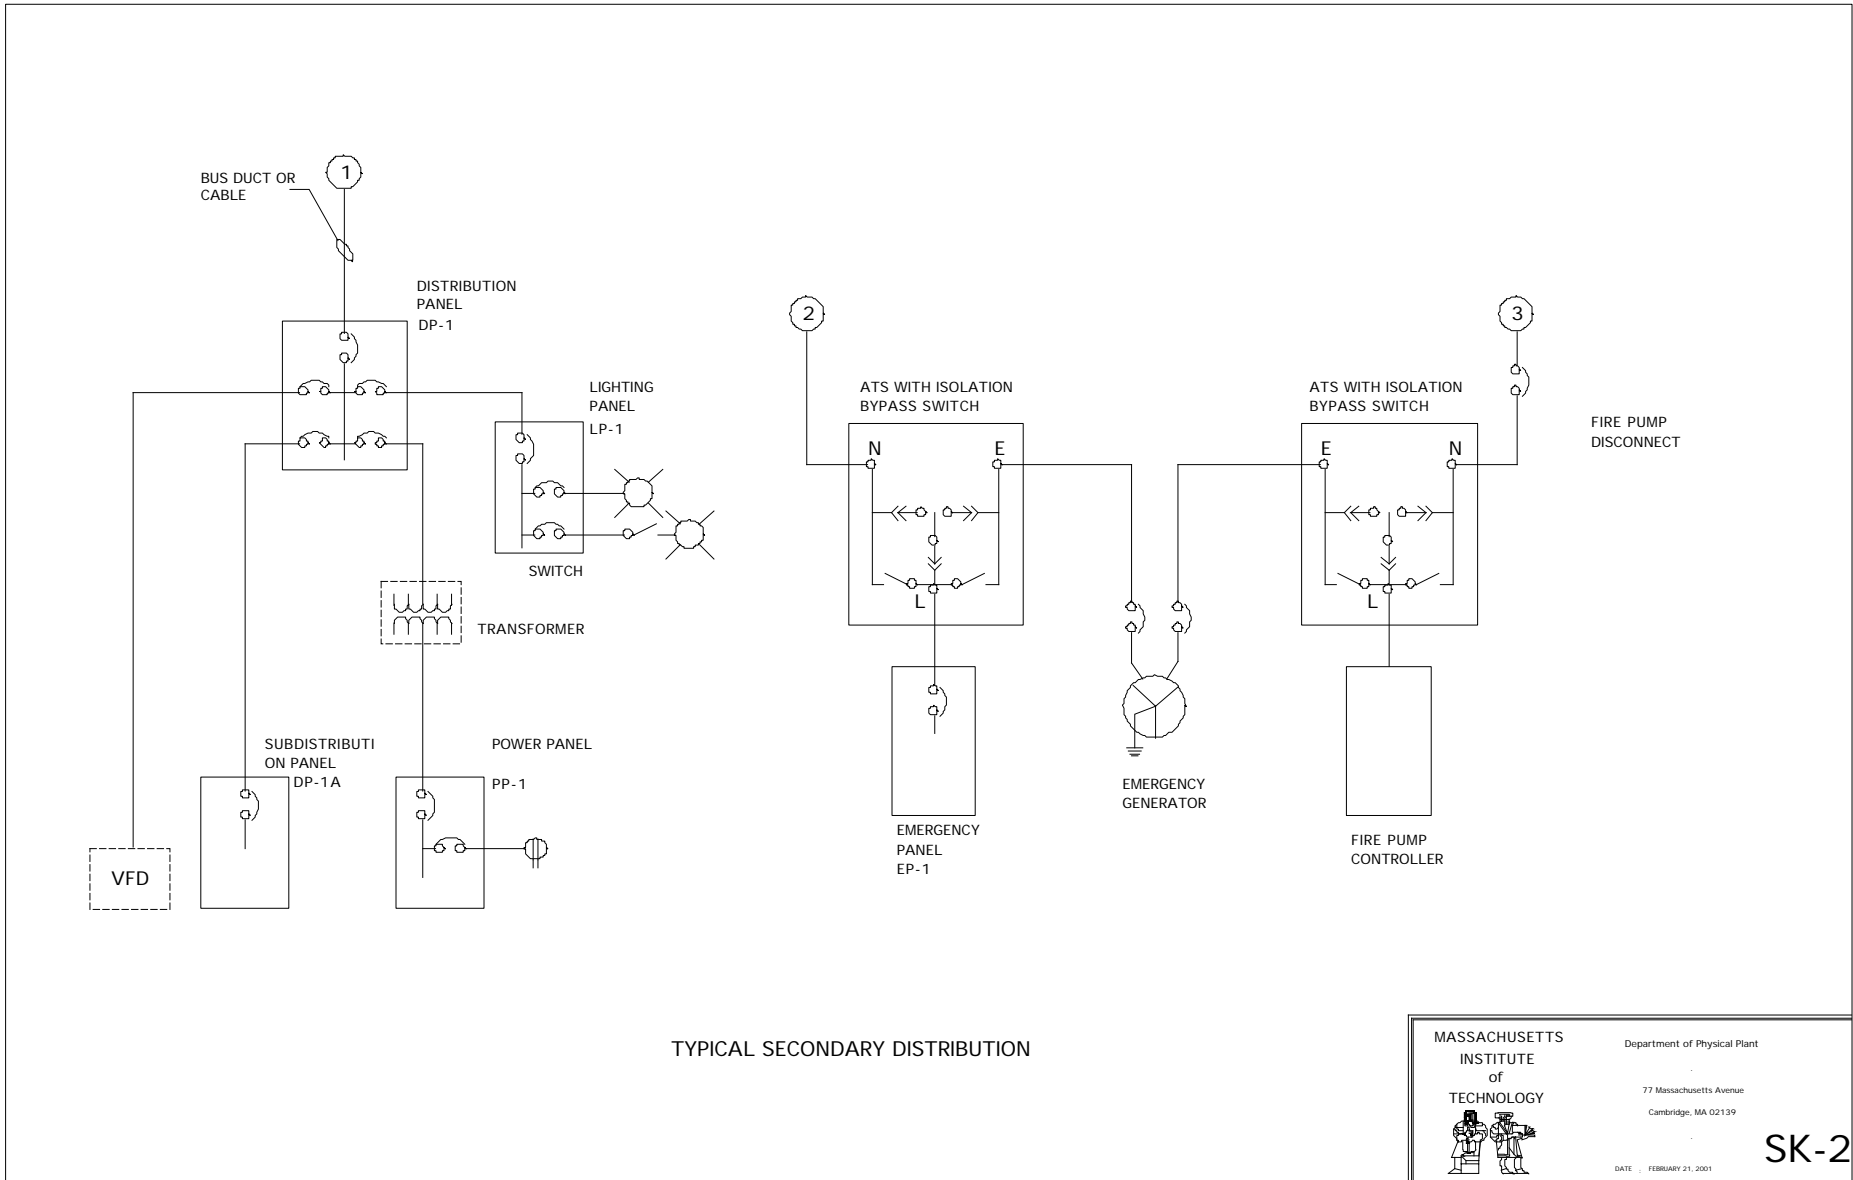 1
BUS DUCT OR
CABLE
DISTRIBUTION
PANEL
DP-1
LIGHTING
PANEL
LP-1
SWITCH
TRANSFORMER
SUBDISTRIBUTI
ON PANEL
DP-1A
POWER PANEL
PP-1
VFD
2
ATS WITH ISOLATION
BYPASS SWITCH
N
E
L
EMERGENCY
PANEL
EP-1
EMERGENCY
GENERATOR
3
ATS WITH ISOLATION
BYPASS SWITCH
E
N
L
FIRE PUMP
DISCONNECT
FIRE PUMP
CONTROLLER
TYPICAL SECONDARY DISTRIBUTION
MASSACHUSETTS
INSTITUTE
of
TECHNOLOGY
Department of Physical Plant
77 Massachusetts Avenue
Cambridge, MA 02139
DATE : FEBRUARY 21, 2001
SK-2